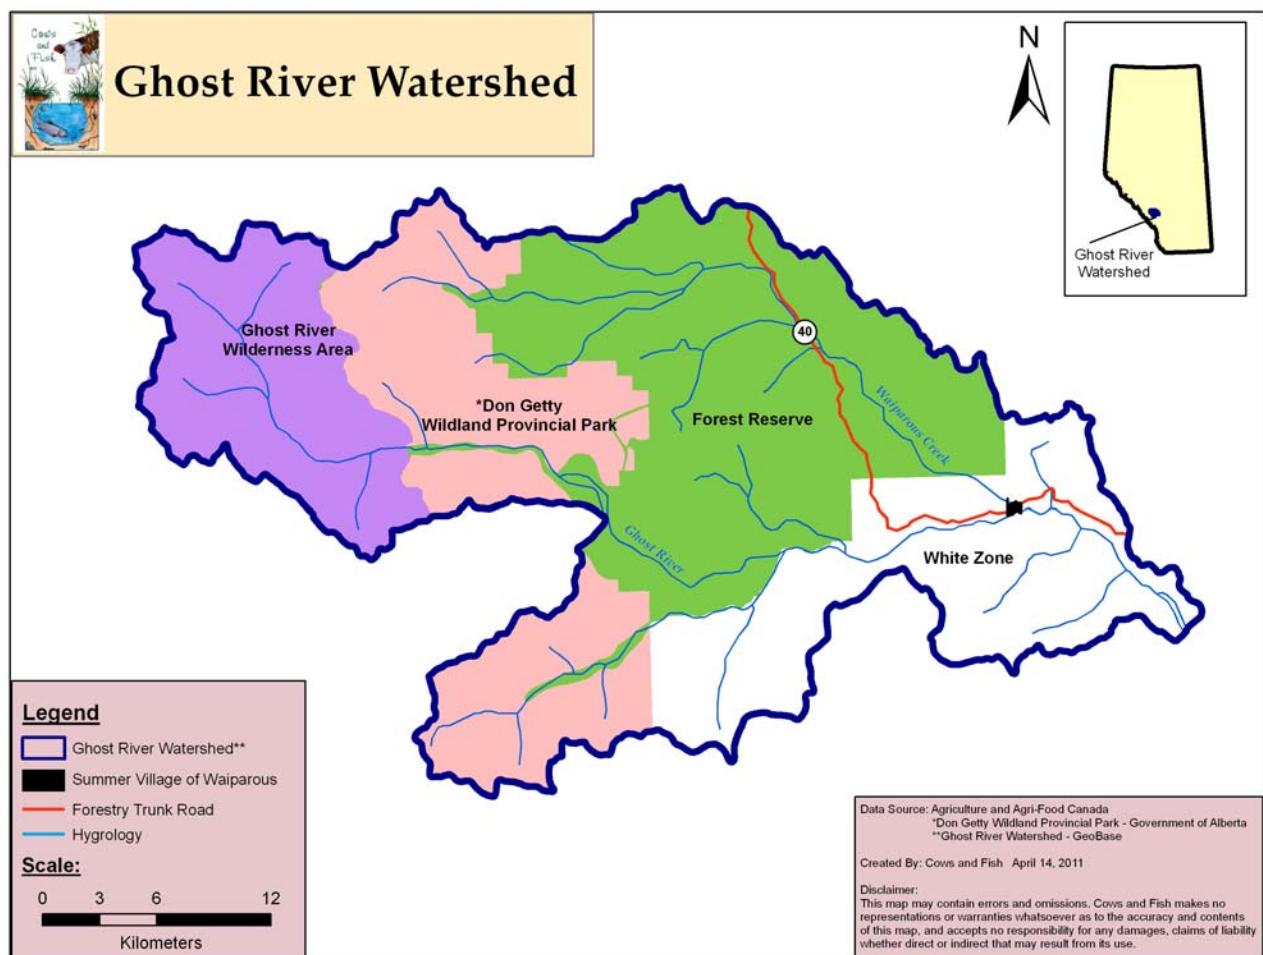 Cows
and
Fish
Ghost River Watershed
N
Ghost River
Watershed
Ghost River
Wilderness Area
*Don Getty
Wildland Provincial Park
40
Forest Reserve
Waiparous Creek
Ghost River
White Zone
Legend
Ghost River Watershed**
Summer Village of Waiparous
Forestry Trunk Road
Hygrology
Scale:
0 3 6 12
Kilometers
Data Source: Agriculture and Agri-Food Canada
*Don Getty Wildland Provincial Park - Government of Alberta
**Ghost River Watershed - GeoBase
Created By: Cows and Fish April 14, 2011
Disclaimer:
This map may contain errors and omissions. Cows and Fish makes no
representations or warranties whatsoever as to the accuracy and contents
of this map, and accepts no responsibility for any damages, claims of liability
whether direct or indirect that may result from its use.